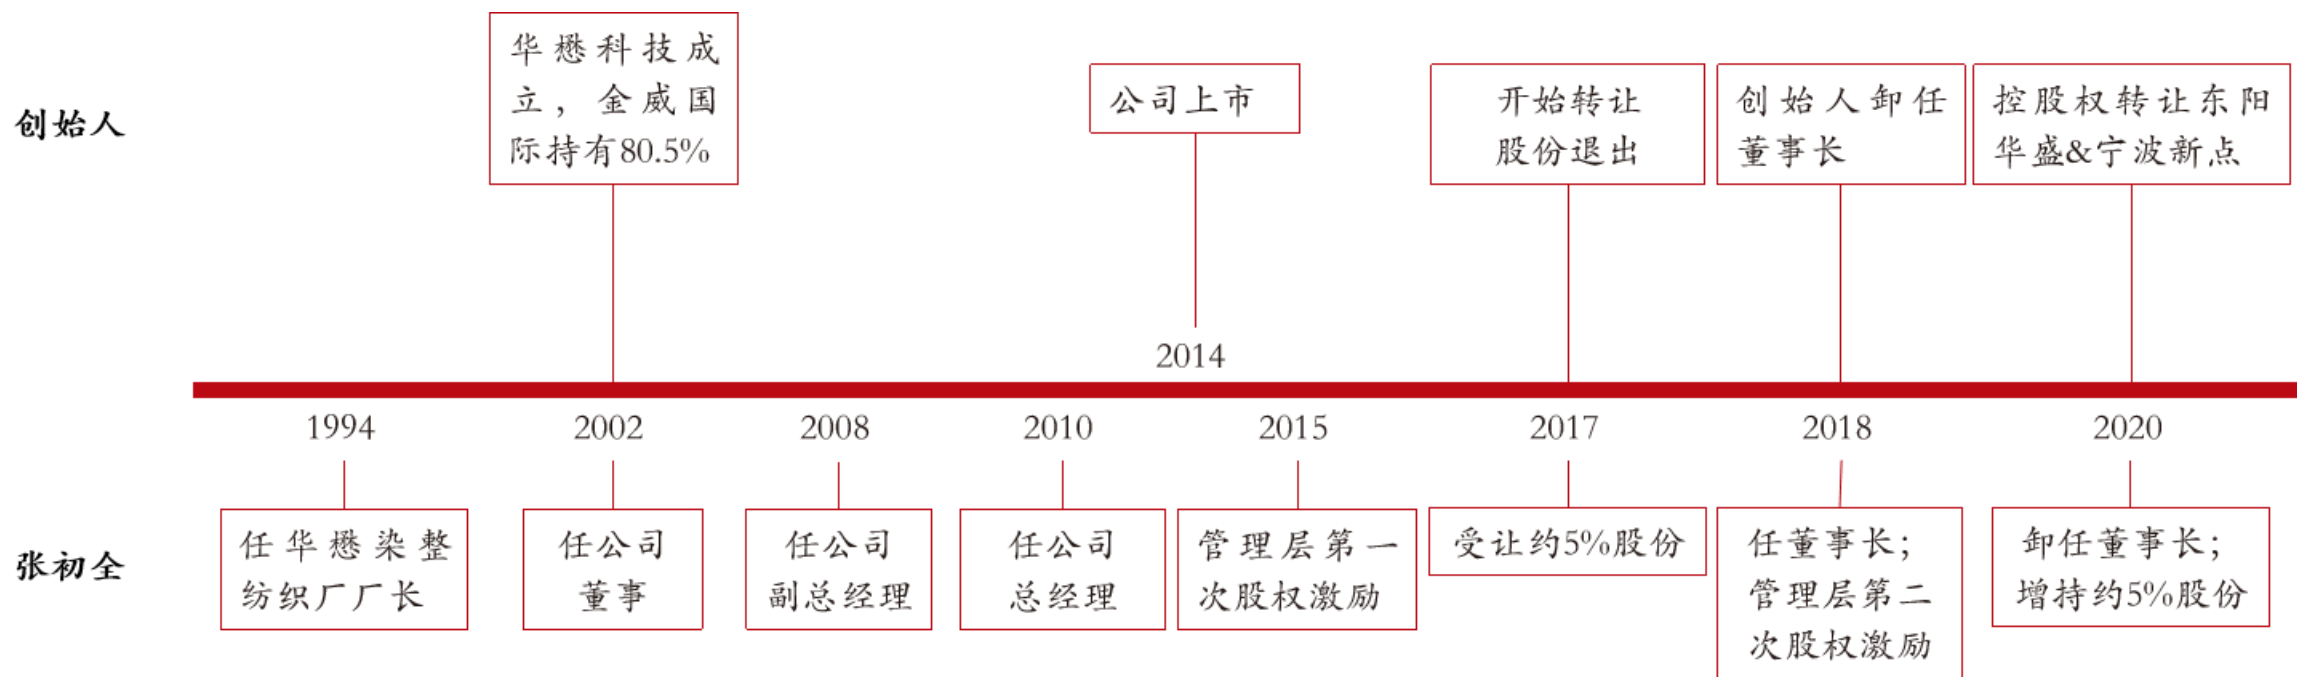 创始人
华懋科技成
立，金威国
际持有80.5%
公司上市
开始转让
股份退出
创始人卸任
董事长
控股权转让东阳
华盛&宁波新点
2014
1994
2002
2008
2010
2015
2017
2018
2020
张初全
任华懋染整
纺织厂厂长
任公司
董事
任公司
副总经理
任公司
总经理
管理层第一
次股权激励
受让约5%股份
任董事长；
管理层第二
次股权激励
卸任董事长；
增持约5%股份